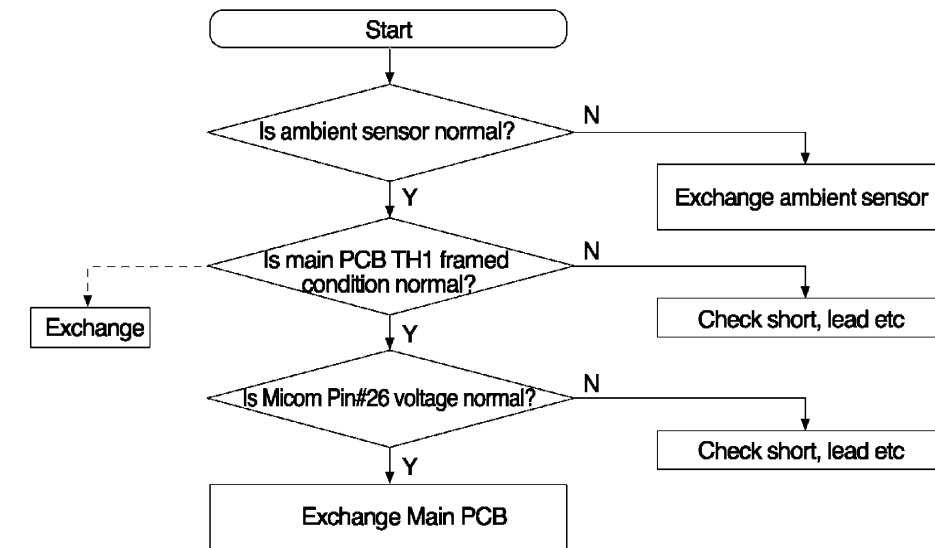 Start
Is ambient sensor normal?
N
Exchange ambient sensor
Y
Is main PCB TH1 framed
condition normal?
N
Exchange
Check short, lead etc
Y
Is Micom Pin#26 voltage normal?
N
Check short, lead etc
Y
Exchange Main PCB